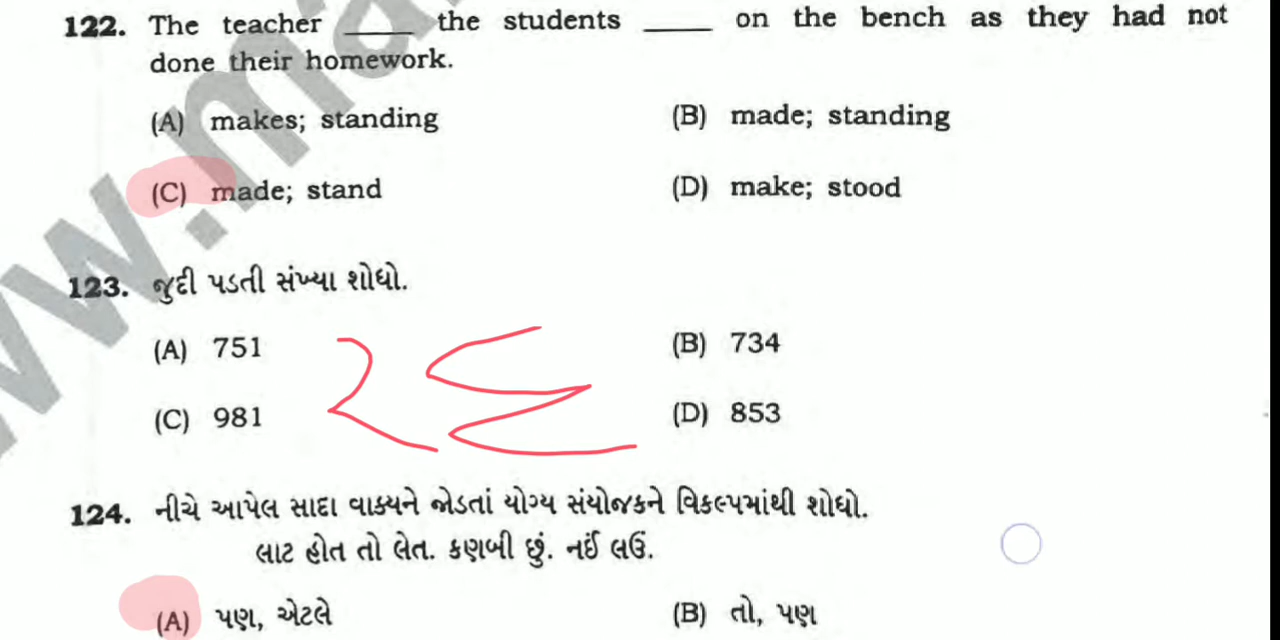 122. The teacher ____ the students ____ on the bench as they had not
done their homework.
(A) makes; standing (B) made; standing
(C) made; stand (D) make; stood
123. જુદી પડતી સંખ્યા શોધો.
(A) 751 (B) 734
(C) 981 (D) 853
124. નીચે આપેલ સાદા વાક્યને જોડતાં યોગ્ય સંયોજકને વિકલ્પમાંથી શોધો.
લાટ હોત તો લેત. કણબી છું. નઈં લઉં.
(A) પણ, એટલે (B) તો, પણ